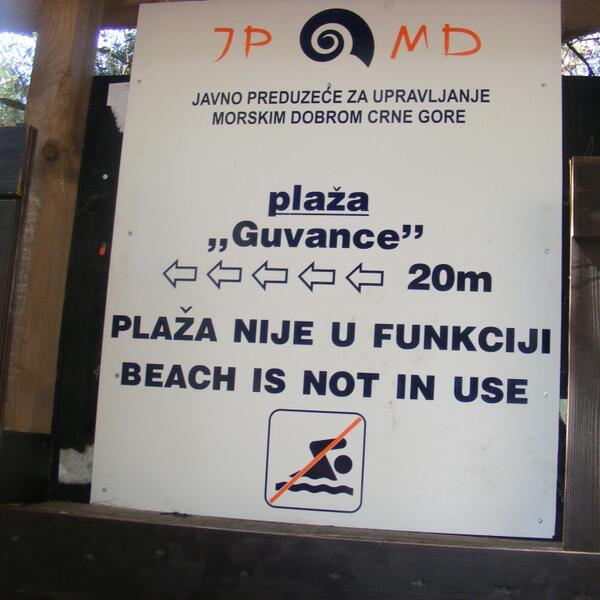 JP MD
JAVNO PREDUZEĆE ZA UPRAVLJANJE
MORSKIM DOBROM CRNE GORE
plaža
„Guvance”
20m
PLAŽA NIJE U FUNKCIJI
BEACH IS NOT IN USE